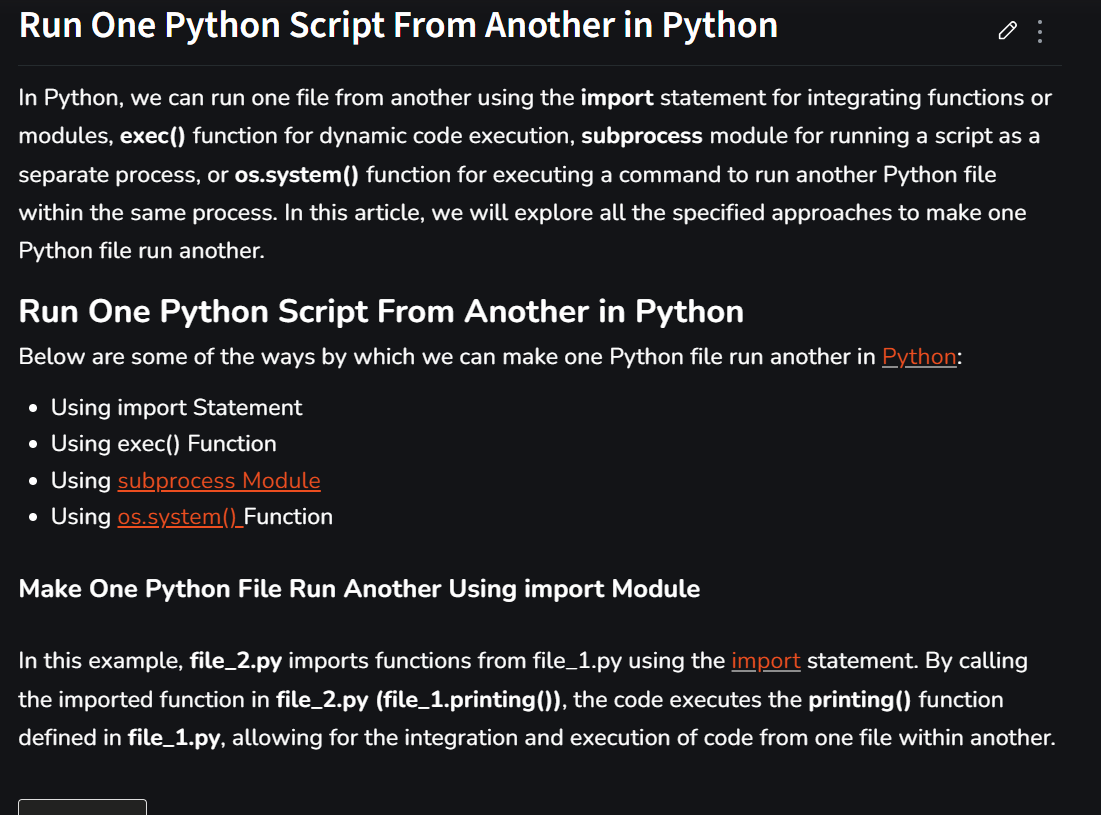 Run One Python Script From Another in Python
In Python, we can run one file from another using the import statement for integrating functions or
modules, exec() function for dynamic code execution, subprocess module for running a script as a
separate process, or os.system() function for executing a command to run another Python file
within the same process. In this article, we will explore all the specified approaches to make one
Python file run another.
Run One Python Script From Another in Python
Below are some of the ways by which we can make one Python file run another in Python:
• Using import Statement
• Using exec() Function
• Using subprocess Module
• Using os.system() Function
Make One Python File Run Another Using import Module
In this example, file_2.py imports functions from file_1.py using the import statement. By calling
the imported function in file_2.py (file_1.printing()), the code executes the printing() function
defined in file_1.py, allowing for the integration and execution of code from one file within another.